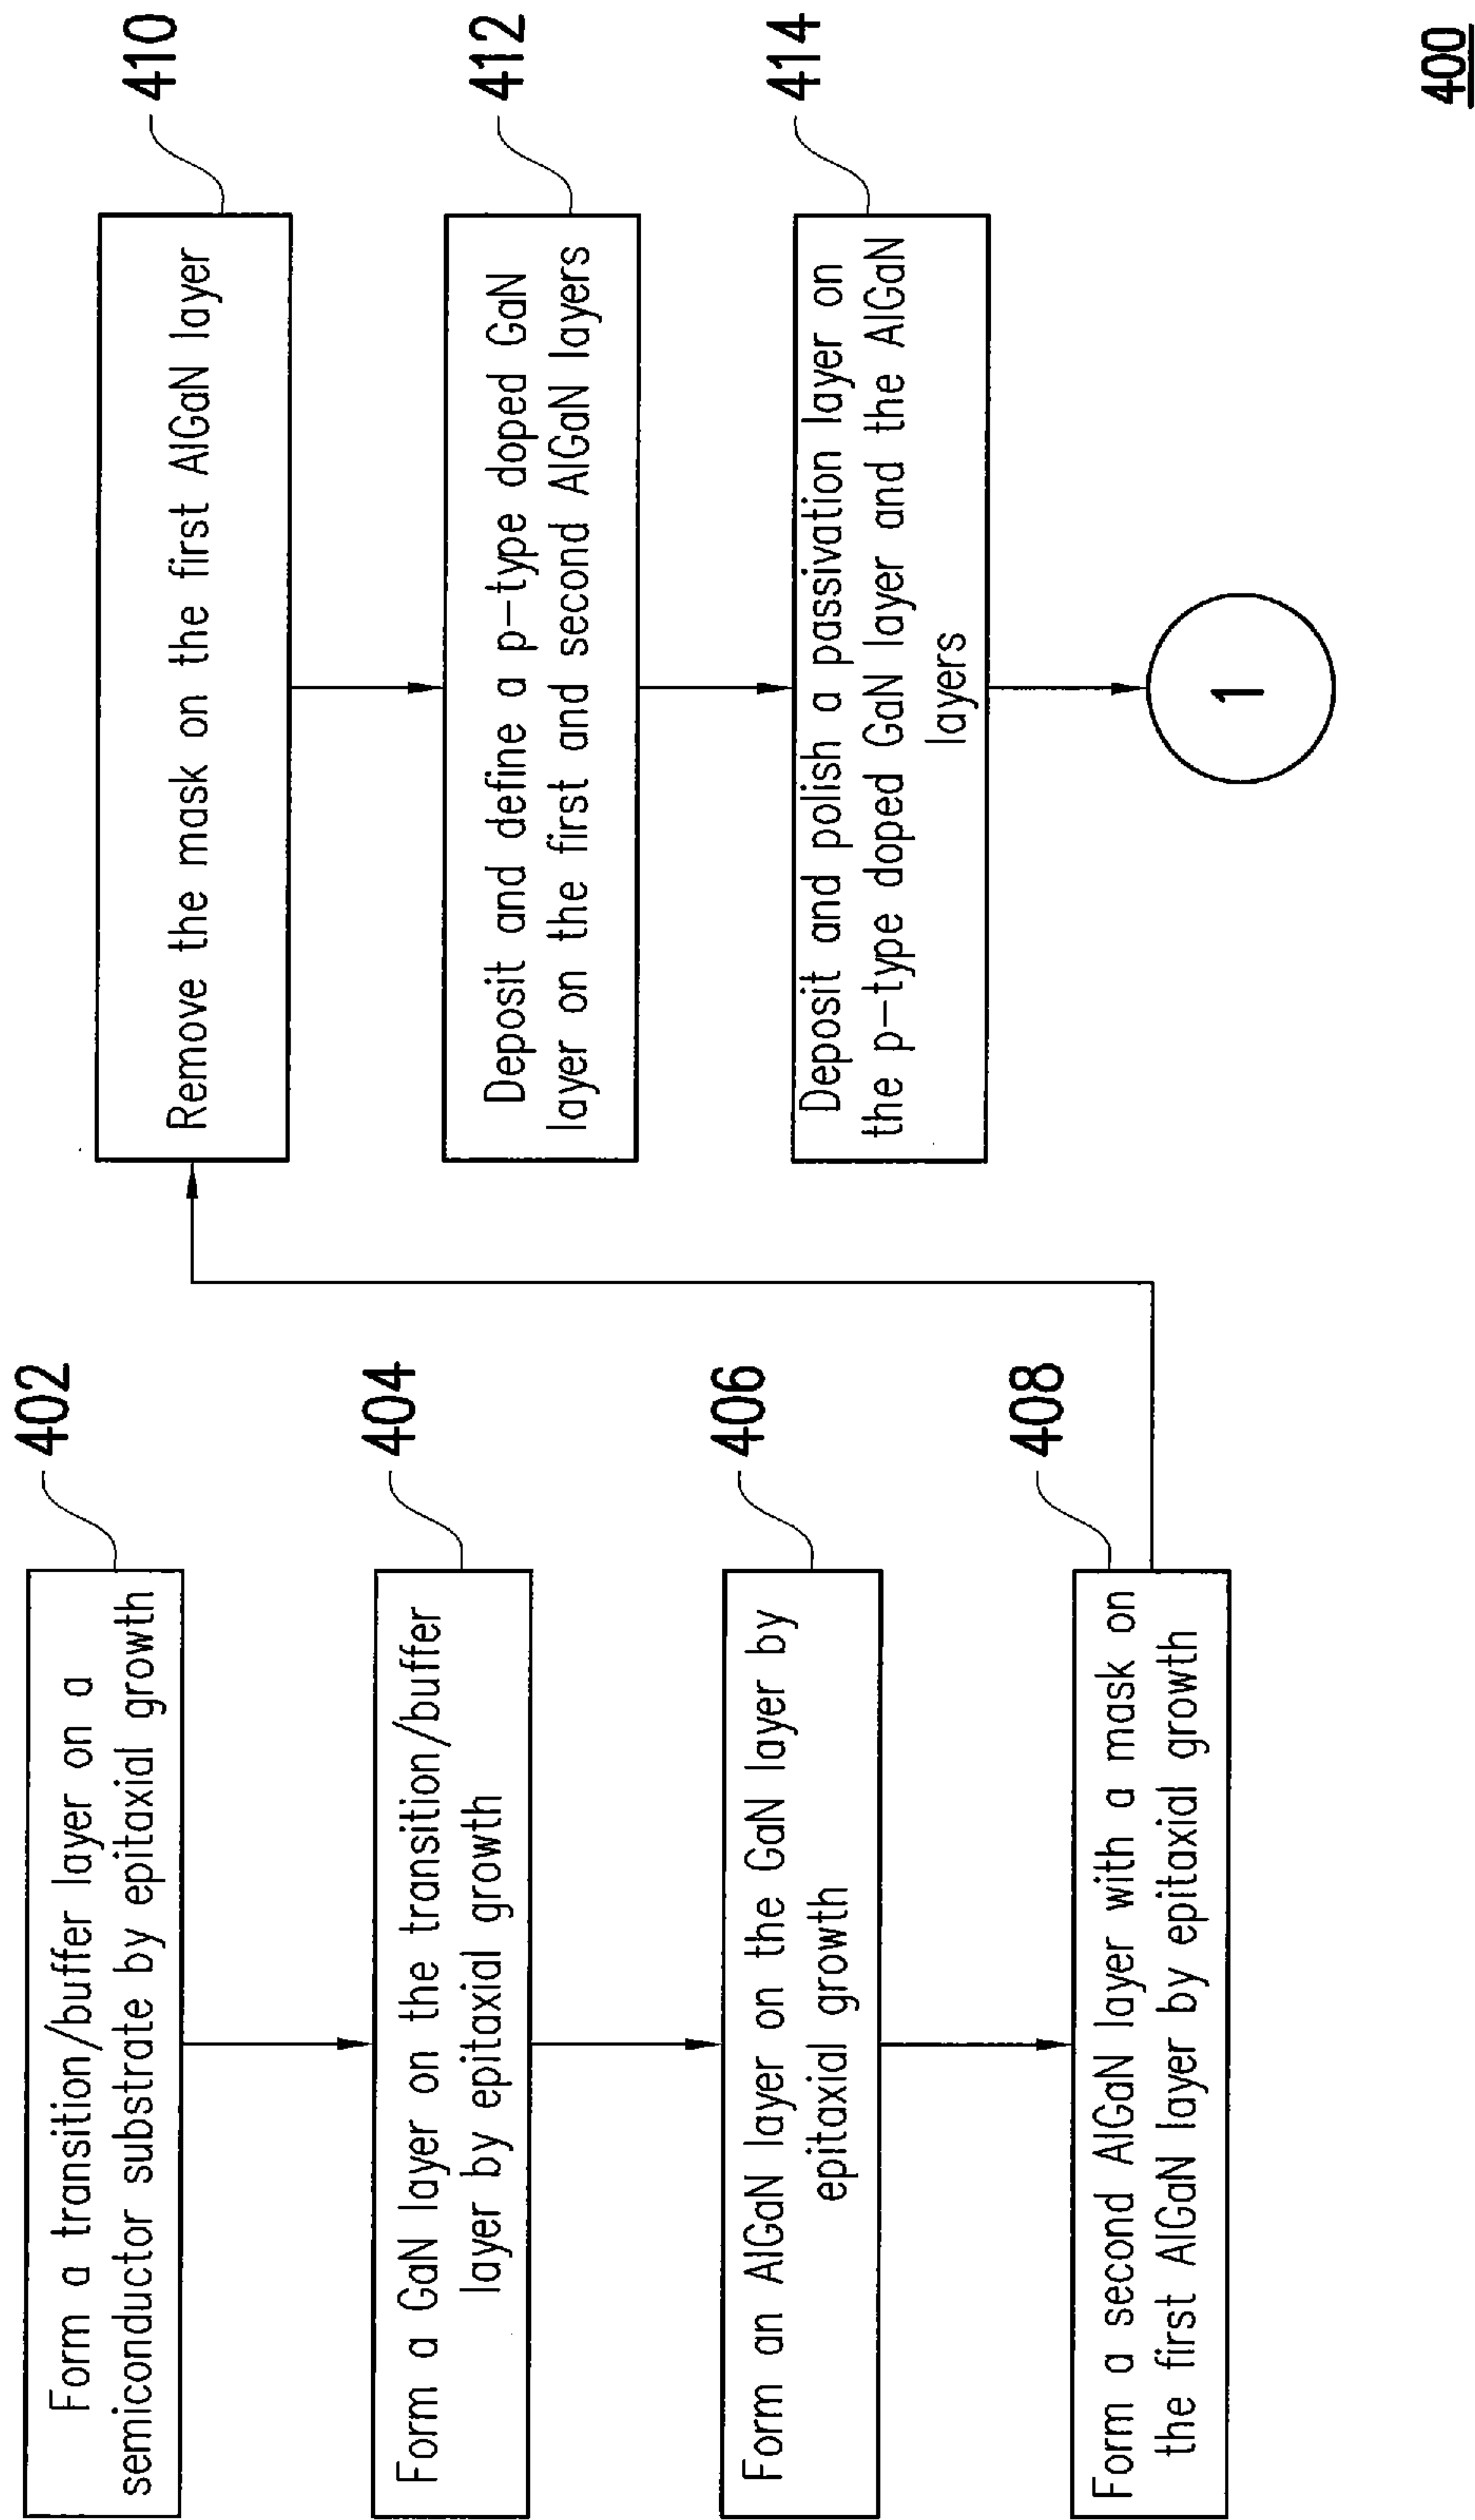 402
Form a transition/buffer layer on a
semiconductor substrate by epitaxial growth
404
Form a GaN layer on the transition/buffer
layer by epitaxial growth
406
Form an AlGaN layer on the GaN layer by
epitaxial growth
408
Form a second AlGaN layer with a mask on
the first AlGaN layer by epitaxial growth
410
Remove the mask on the first AlGaN layer
412
Deposit and define a p-type doped GaN
layer on the first and second AlGaN layers
414
Deposit and polish a passivation layer on
the p-type doped GaN layer and the AlGaN
layers
1
400